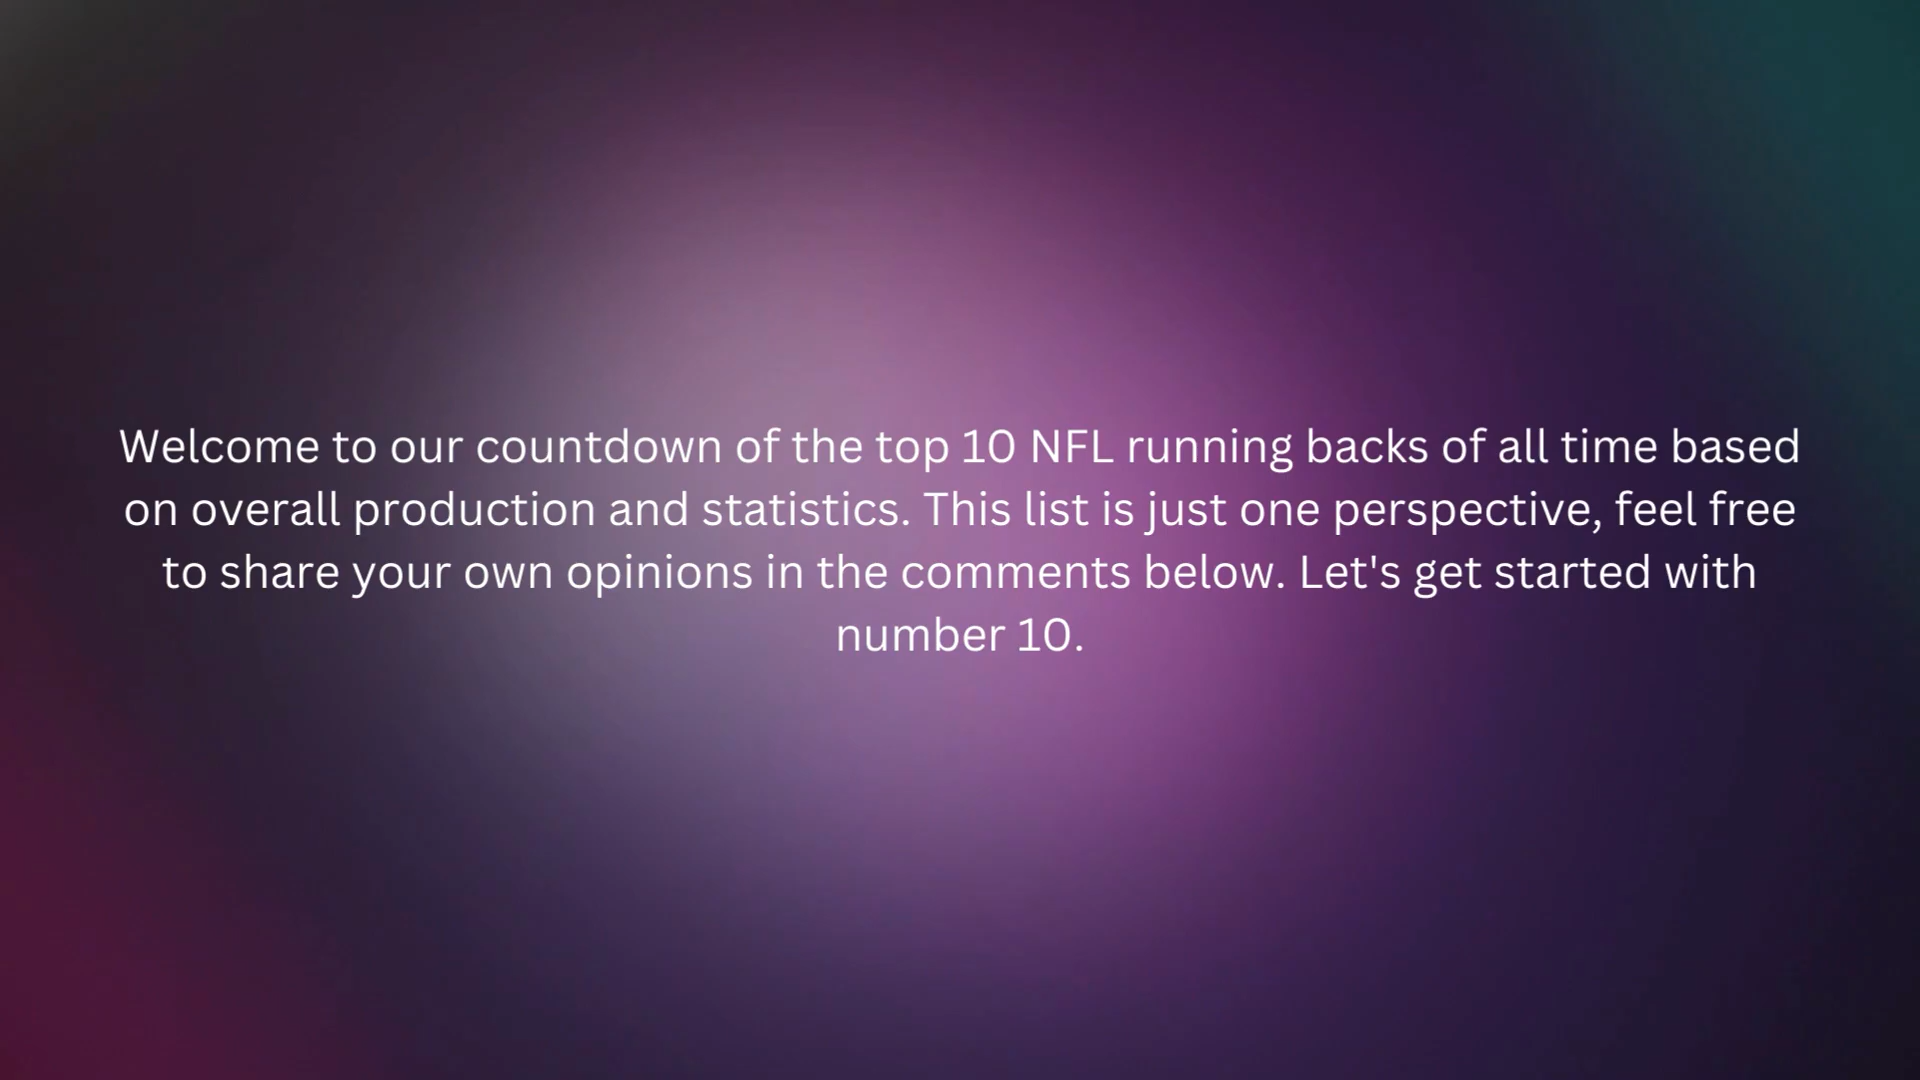 Welcome to our countdown of the top 10 NFL running backs of all time based
on overall production and statistics. This list is just one perspective, feel free
to share your own opinions in the comments below. Let's get started with
number 10.